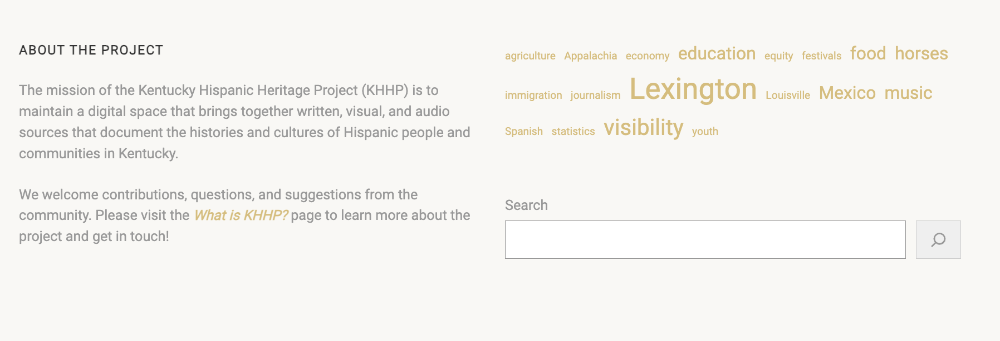 ABOUT THE PROJECT
The mission of the Kentucky Hispanic Heritage Project (KHHP) is to
maintain a digital space that brings together written, visual, and audio
sources that document the histories and cultures of Hispanic people and
communities in Kentucky.
We welcome contributions, questions, and suggestions from the
community. Please visit the What is KHHP? page to learn more about the
project and get in touch!
agriculture Appalachia economy education equity festivals food horses
immigration journalism Lexington Louisville Mexico music
Spanish statistics visibility youth
Search